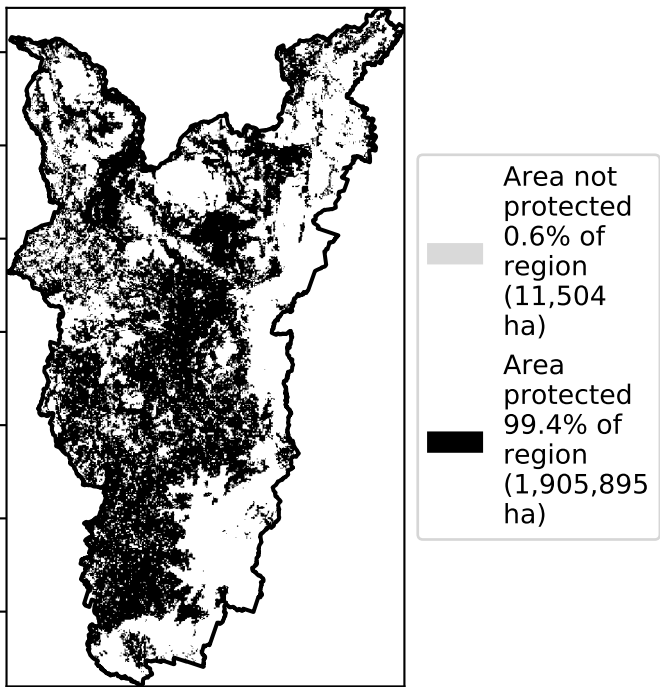 Area not
protected
0.6% of
region
(11,504
ha)
Area
protected
99.4% of
region
(1,905,895
ha)